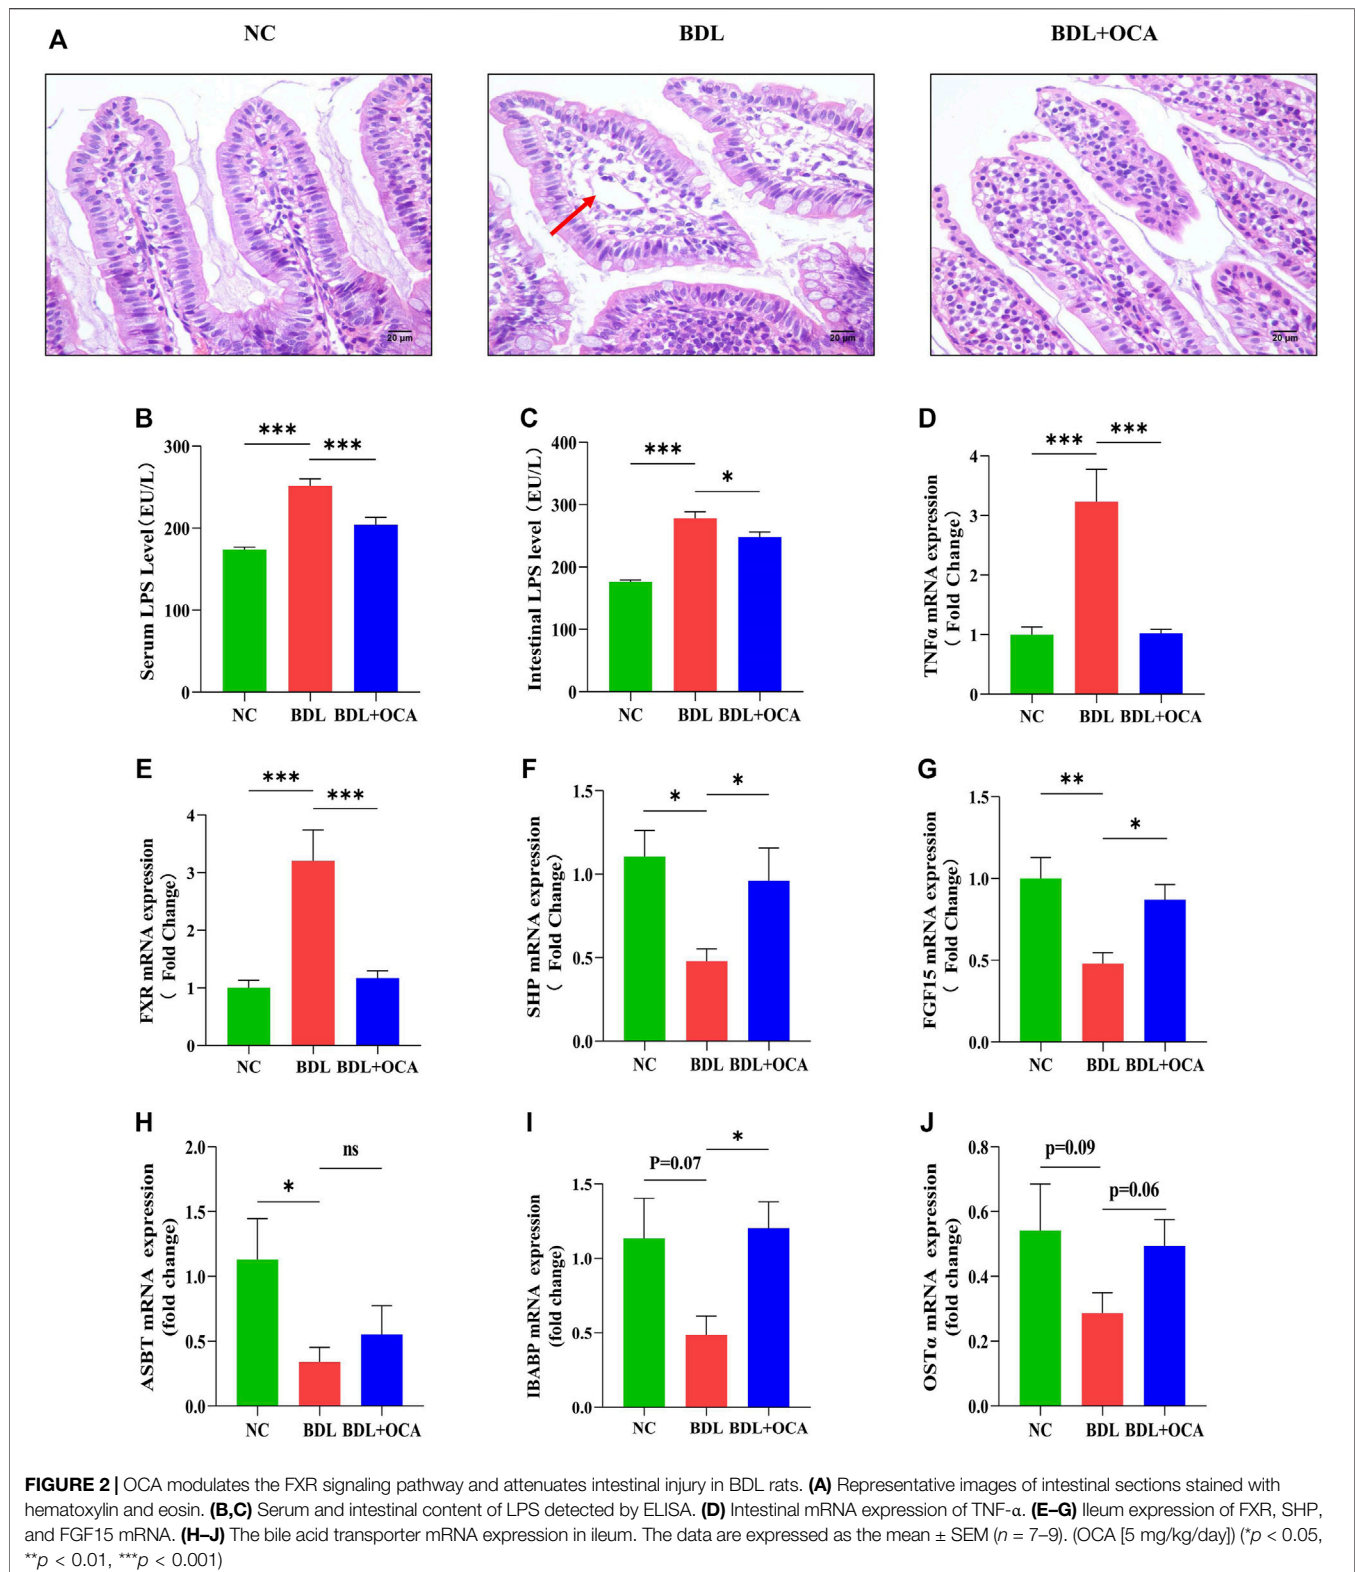 A
NC
BDL
BDL+OCA
20 µm
20 µm
20 µm
B
***
***
Serum LPS Level(EU/L)
300
200
100
0
NC BDL BDL+OCA
C
***
*
Intestinal LPS level (EU/L)
400
300
200
100
0
NC BDL BDL+OCA
D
***
***
TNFα mRNA expression
( Fold Change)
4
3
2
1
0
NC BDL BDL+OCA
E
***
***
FXR mRNA expression
( Fold Change)
4
3
2
1
0
NC BDL BDL+OCA
F
*
*
SHP mRNA expression
( Fold Change)
1.5
1.0
0.5
0.0
NC BDL BDL+OCA
G
**
*
FGF15 mRNA expression
( Fold Change)
1.5
1.0
0.5
0.0
NC BDL BDL+OCA
H
*
ns
ASBT mRNA expression
(fold change)
2.0
1.5
1.0
0.5
0.0
NC BDL BDL+OCA
I
P=0.07
*
IBABP mRNA expression
(fold change)
1.5
1.0
0.5
0.0
NC BDL BDL+OCA
J
p=0.09
p=0.06
OSTα mRNA expression
(fold change)
0.8
0.6
0.4
0.2
0.0
NC BDL BDL+OCA
FIGURE 2 | OCA modulates the FXR signaling pathway and attenuates intestinal injury in BDL rats. (A) Representative images of intestinal sections stained with
hematoxylin and eosin. (B,C) Serum and intestinal content of LPS detected by ELISA. (D) Intestinal mRNA expression of TNF-α. (E–G) Ileum expression of FXR, SHP,
and FGF15 mRNA. (H–J) The bile acid transporter mRNA expression in ileum. The data are expressed as the mean ± SEM (n = 7–9). (OCA [5 mg/kg/day]) (*p < 0.05,
**p < 0.01, ***p < 0.001)